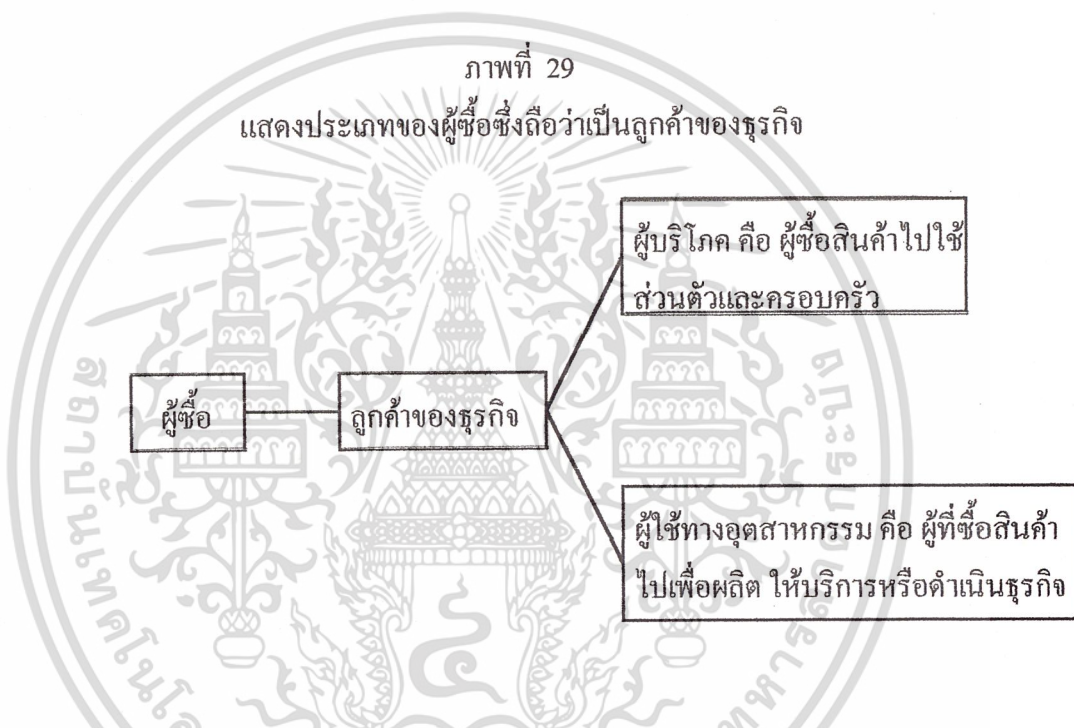 ภาพที่ 29
แสดงประเภทของผู้ซื้อซึ่งถือว่าเป็นลูกค้าของธุรกิจ
ผู้บริโภค คือ ผู้ซื้อสินค้าไปใช้
ส่วนตัวและครอบครัว
ผู้ซื้อ
ลูกค้าของธุรกิจ
ผู้ใช้ทางอุตสาหกรรม คือ ผู้ที่ซื้อสินค้า
ไปเพื่อผลิต ให้บริการหรือดำเนินธุรกิจ